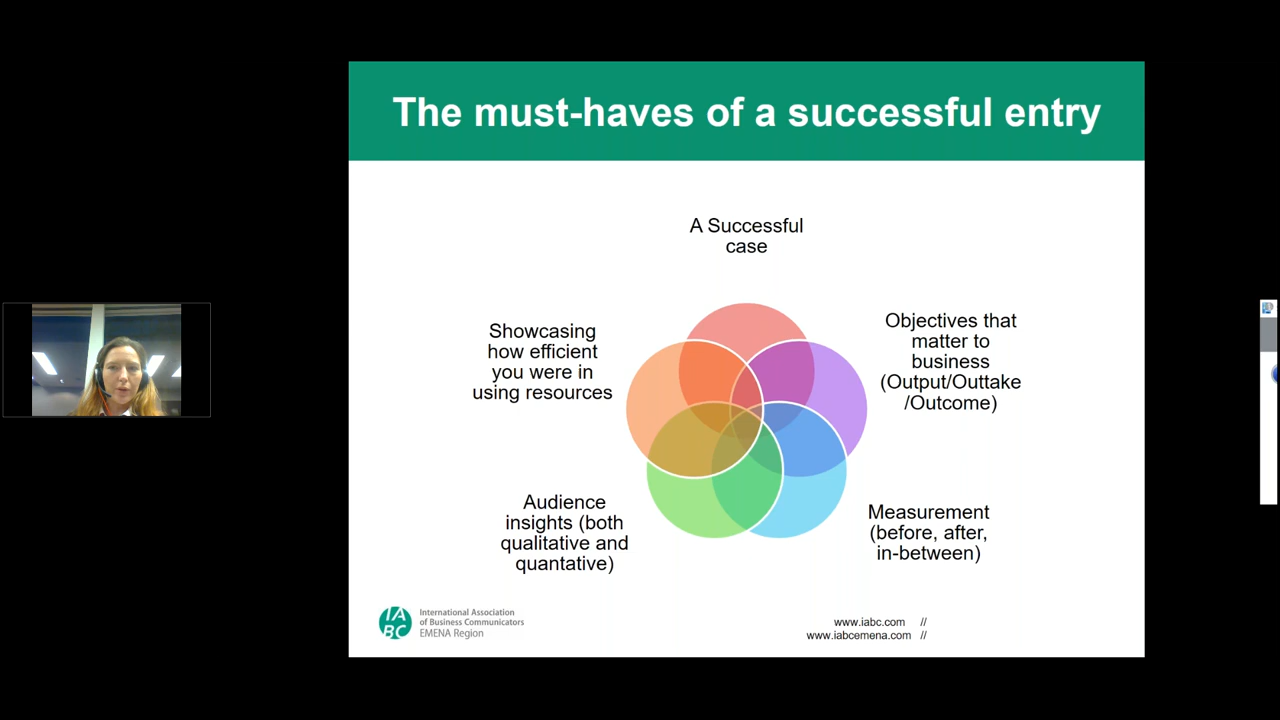 The must-haves of a successful entry
A Successful
case
Showcasing
how efficient
you were in
using resources
Objectives that
matter to
business
(Output/Outtake
/Outcome)
Audience
insights (both
qualitative and
quantative)
Measurement
(before, after,
in-between)
IA
BC
International Association
of Business Communicators
EMENA Region
www.iabc.com //
www.iabcemena.com //